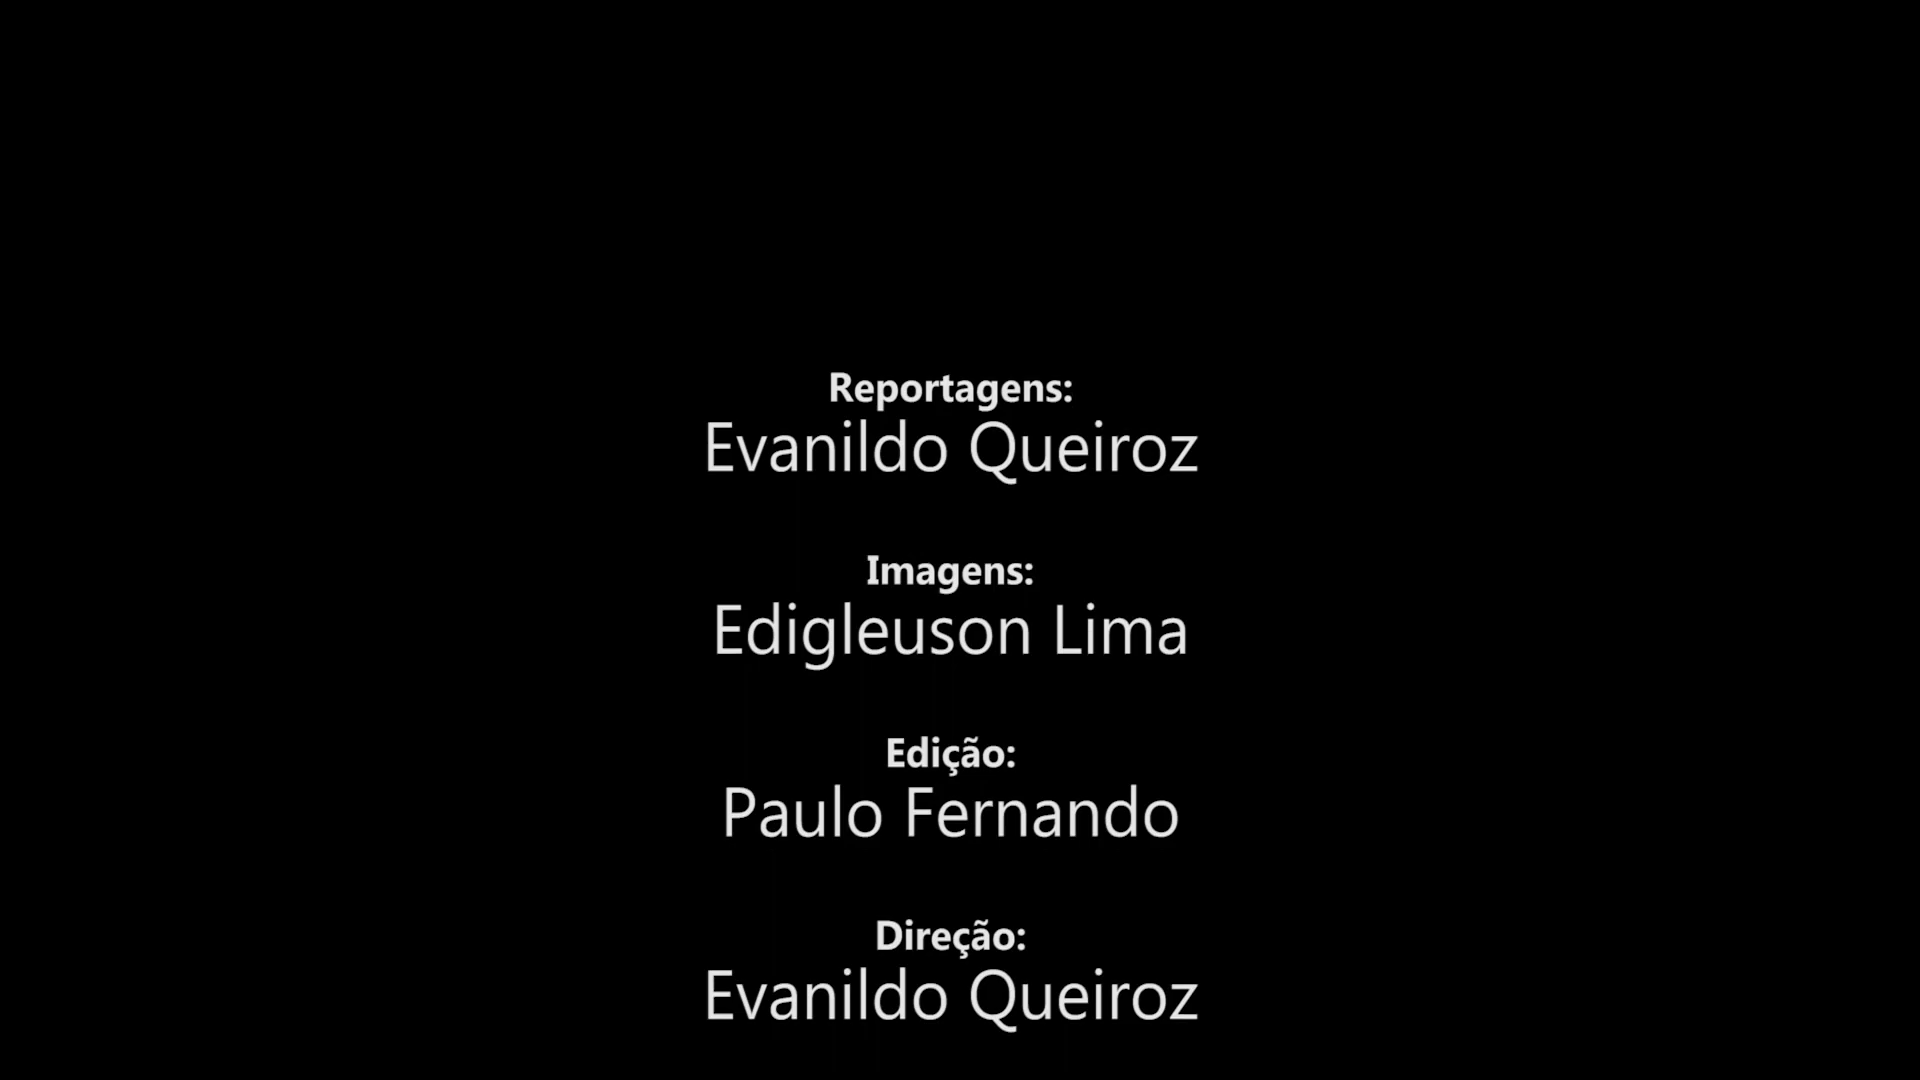 Reportagens:
Evanildo Queiroz
Imagens:
Edigleuson Lima
Edição:
Paulo Fernando
Direção:
Evanildo Queiroz